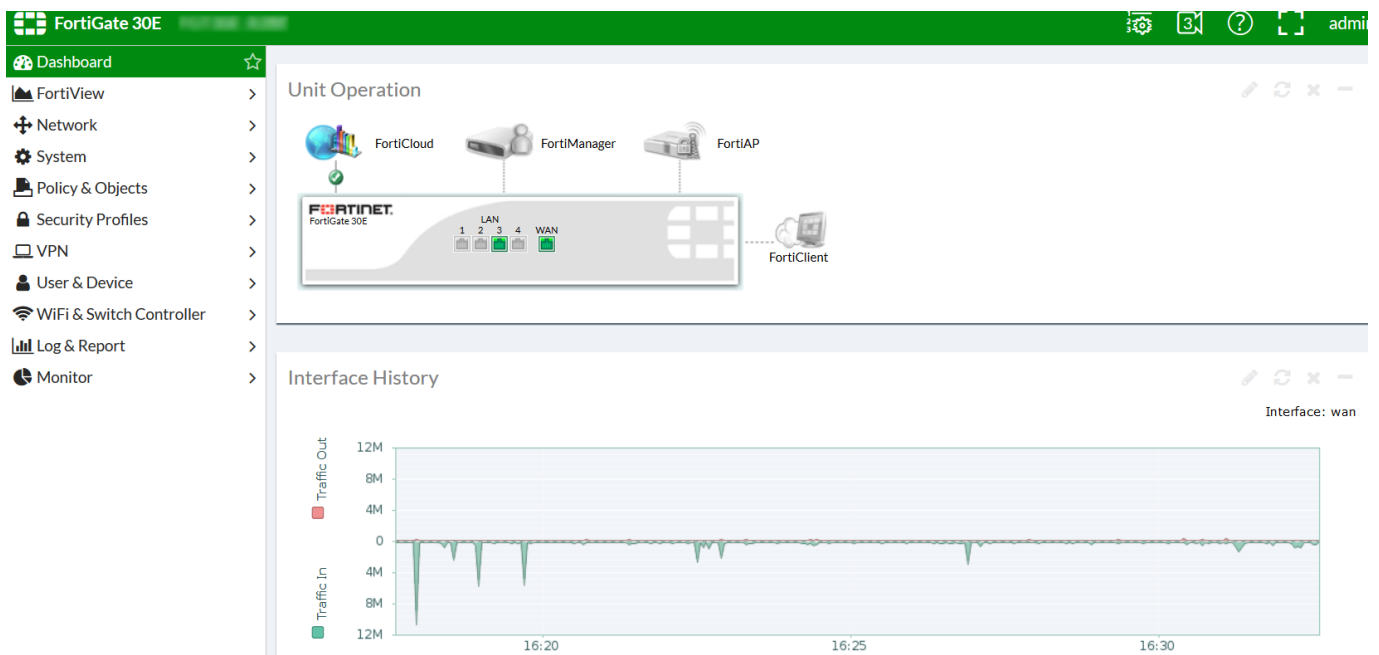 FortiGate 30E
3
admin
Dashboard
FortiView
Network
System
Policy & Objects
Security Profiles
VPN
User & Device
WiFi & Switch Controller
Log & Report
Monitor
Unit Operation
FortiCloud
FortiManager
FortiAP
FORTINET.
FortiGate 30E
LAN
1 2 3 4 WAN
FortiClient
Interface History
Interface: wan
Traffic Out
Traffic In
12M
8M
4M
0
4M
8M
12M
16:20
16:25
16:30